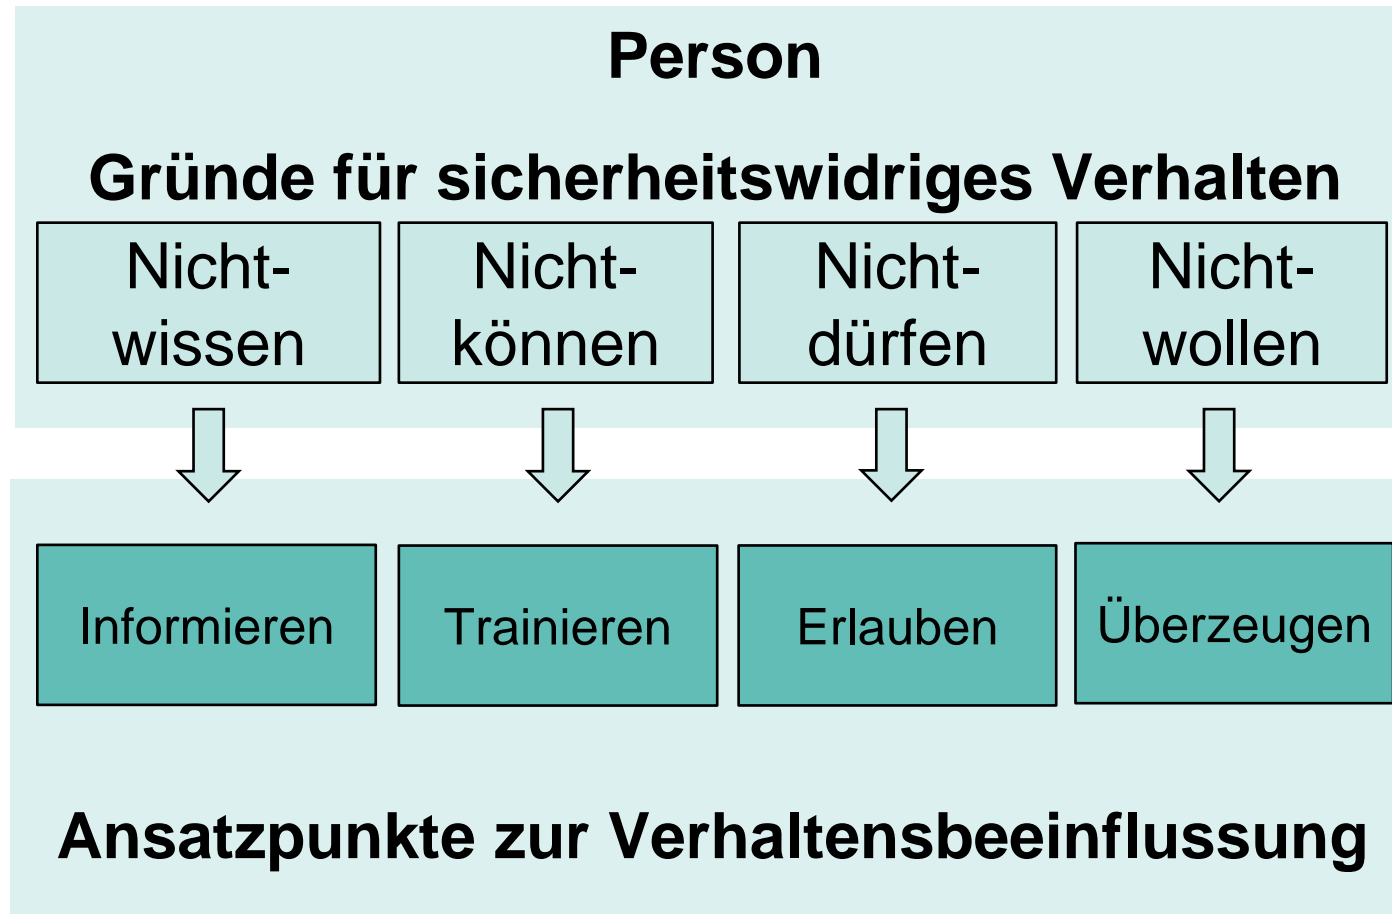 Person
Gründe für sicherheitswidriges Verhalten
Nicht-
wissen
Nicht-
können
Nicht-
dürfen
Nicht-
wollen
Informieren
Trainieren
Erlauben
Überzeugen
Ansatzpunkte zur Verhaltensbeeinflussung